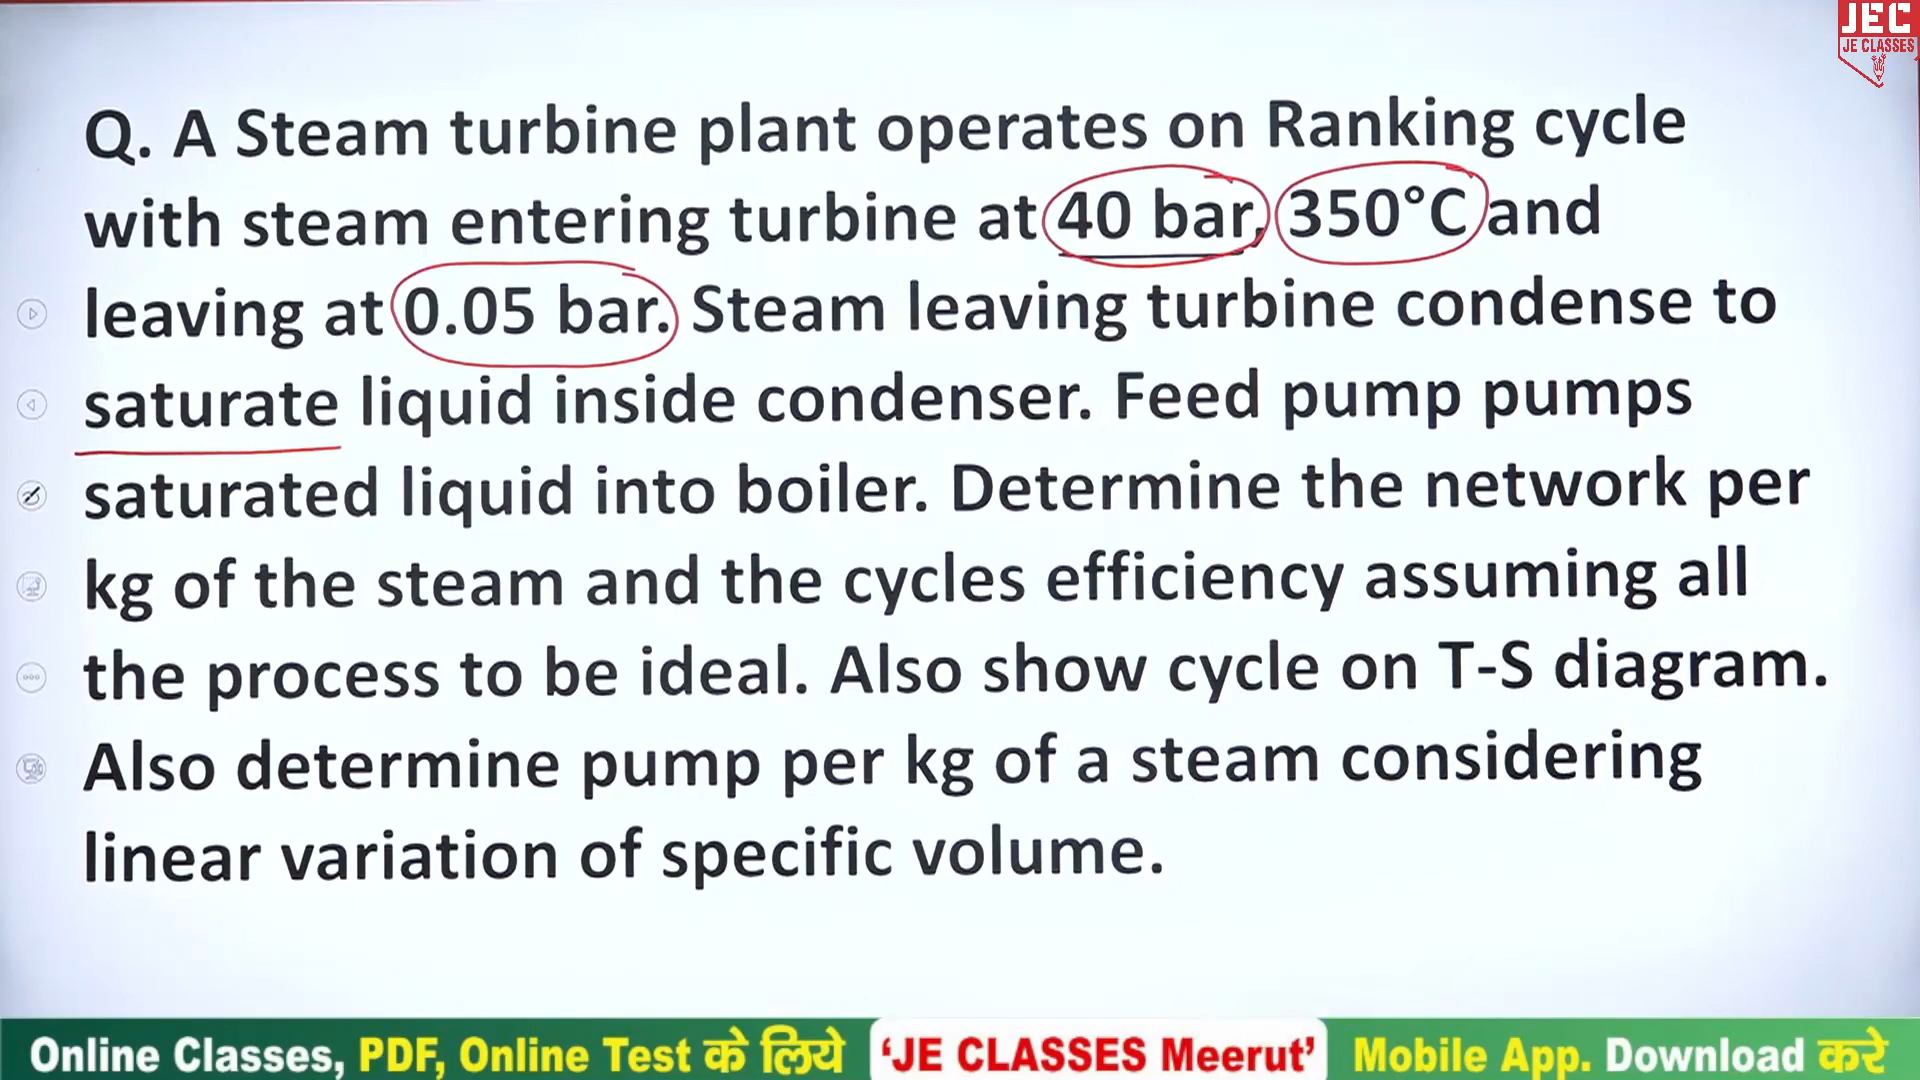 JEC
JE CLASSES
Q. A Steam turbine plant operates on Ranking cycle
with steam entering turbine at 40 bar, 350°C and
leaving at 0.05 bar. Steam leaving turbine condense to
saturate liquid inside condenser. Feed pump pumps
saturated liquid into boiler. Determine the network per
kg of the steam and the cycles efficiency assuming all
the process to be ideal. Also show cycle on T-S diagram.
Also determine pump per kg of a steam considering
linear variation of specific volume.
Online Classes, PDF, Online Test के लिये ‘JE CLASSES Meerut’ Mobile App. Download करे